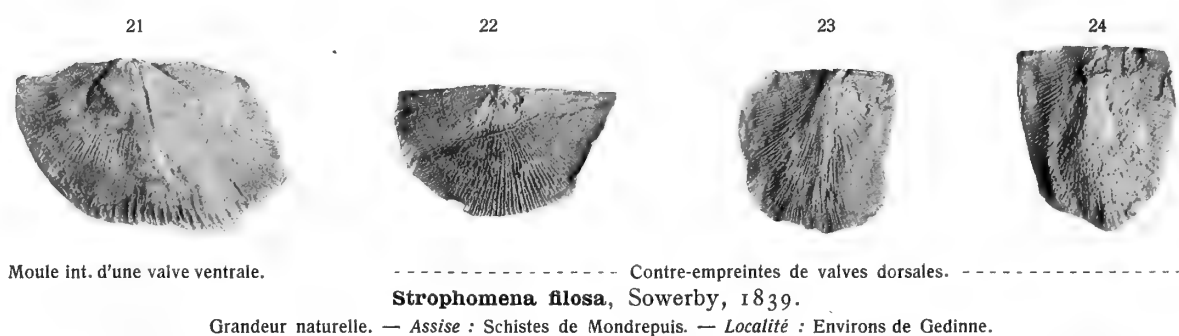 21 22 23 24
Moule int. d'une valve ventrale. - - - - - - - - - - - - - - - - - - Contre-empreintes de valves dorsales. - - - - - - - - - - - - - - - - - -
Strophomena filosa, Sowerby, 1839.
Grandeur naturelle. — Assise : Schistes de Mondrepuis. — Localité : Environs de Gedinne.